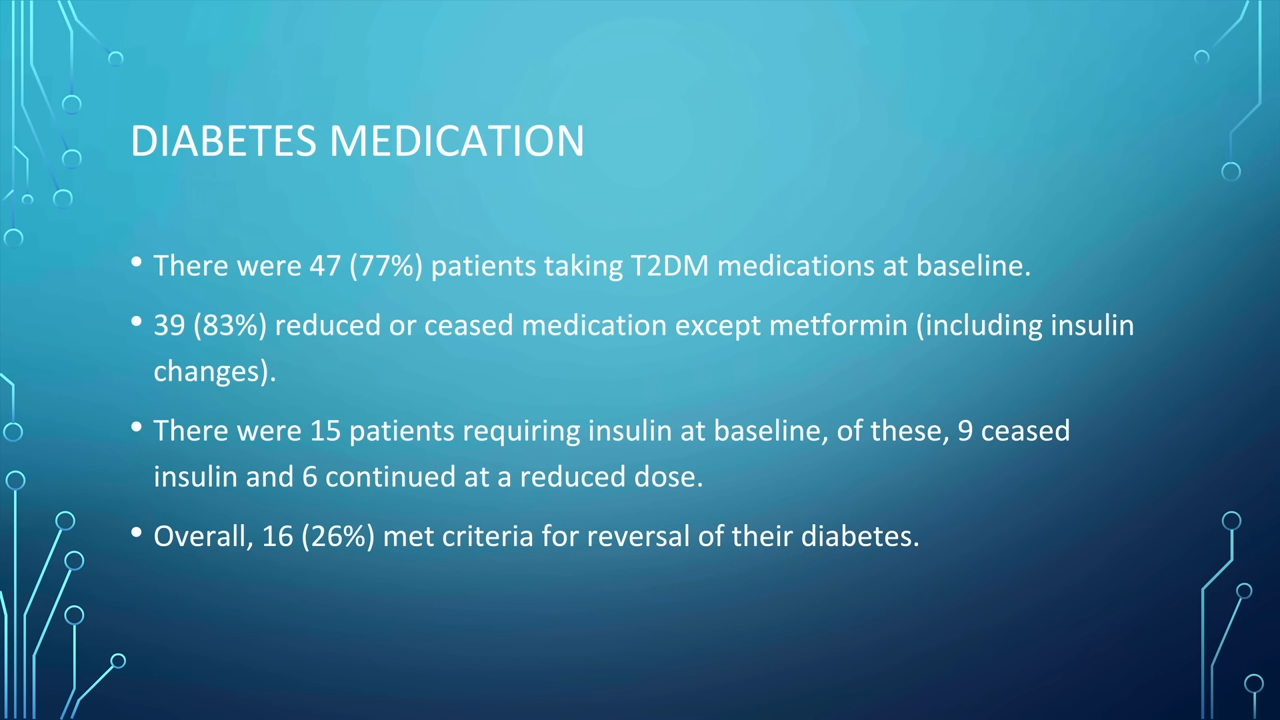 DIABETES MEDICATION
• There were 47 (77%) patients taking T2DM medications at baseline.
• 39 (83%) reduced or ceased medication except metformin (including insulin
changes).
• There were 15 patients requiring insulin at baseline, of these, 9 ceased
insulin and 6 continued at a reduced dose.
• Overall, 16 (26%) met criteria for reversal of their diabetes.